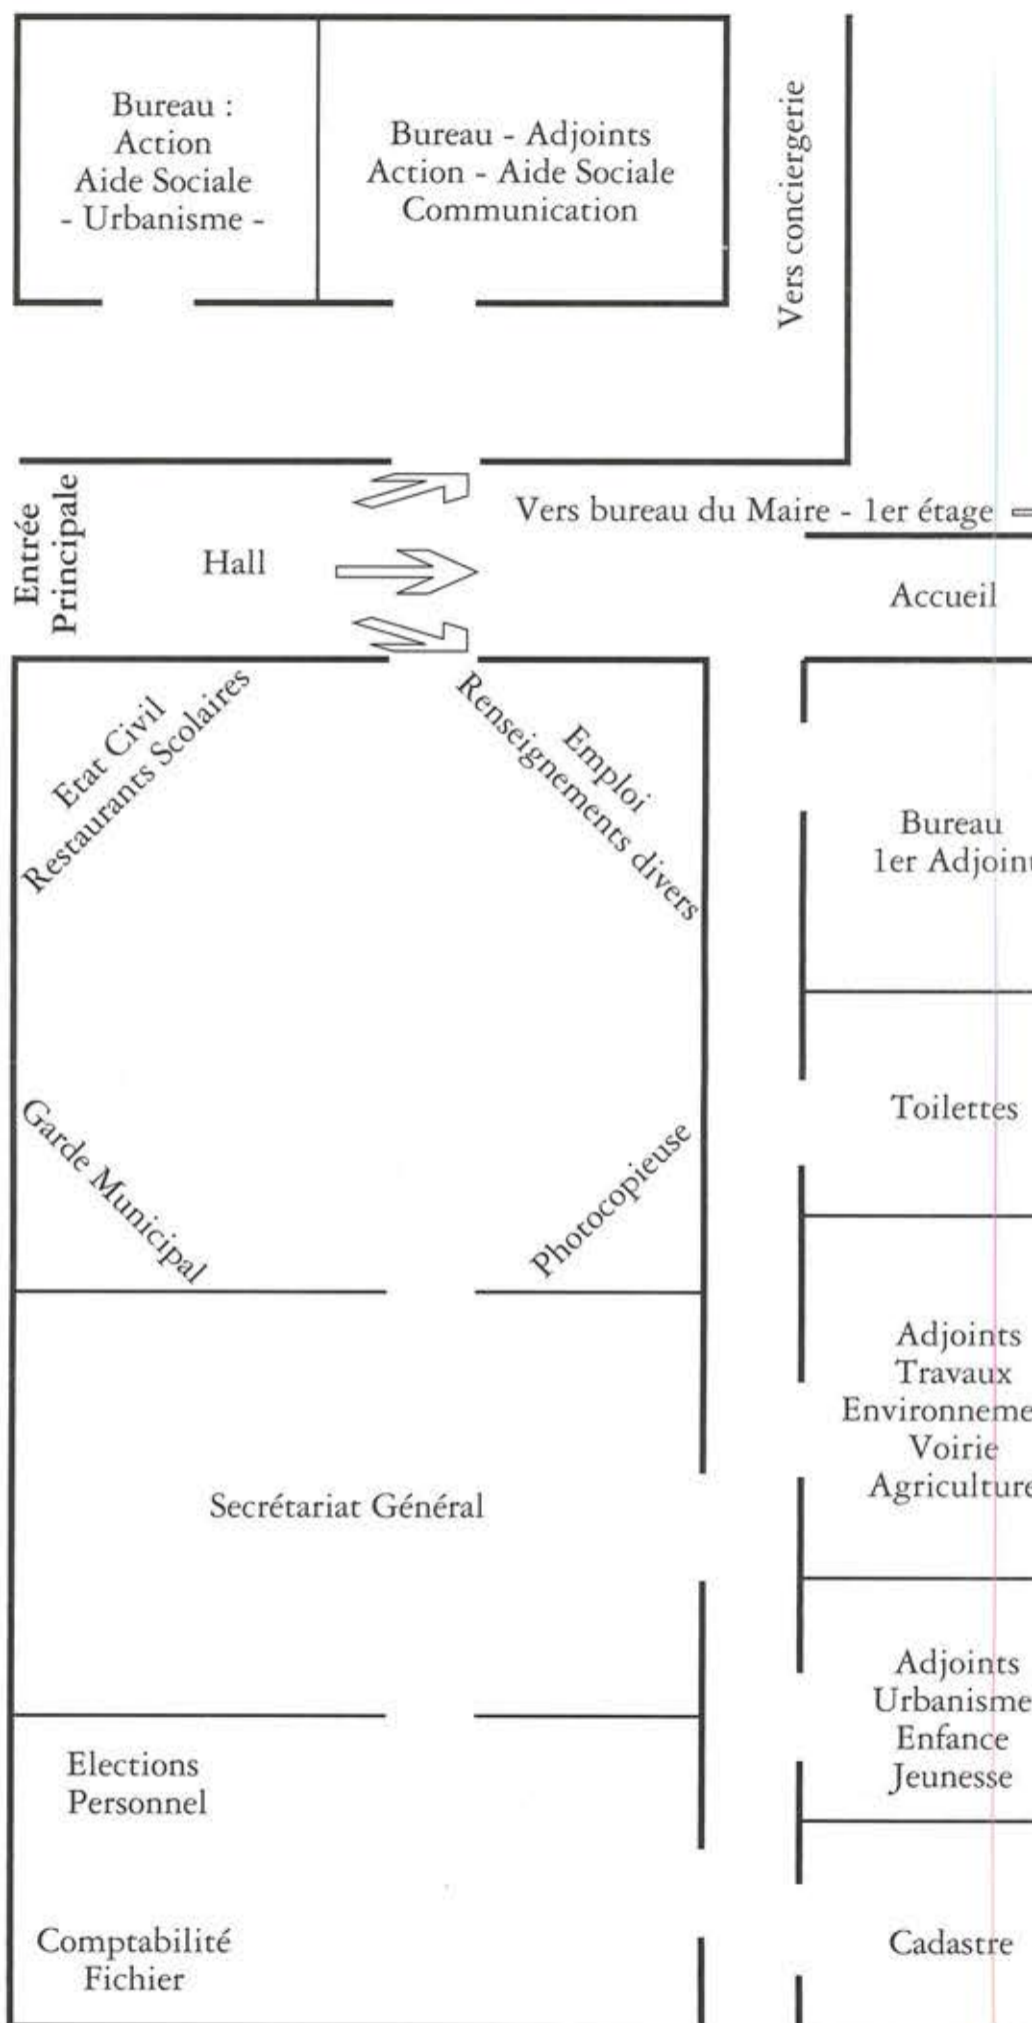 Bureau :
Action
Aide Sociale
- Urbanisme -
Bureau - Adjoints
Action - Aide Sociale
Communication
Vers conciergerie
Entrée
Principale
Hall
Vers bureau du Maire - 1er étage
Accueil
Etat Civil
Restaurants Scolaires
Emploi
Renseignements divers
Bureau
1er Adjoint
Garde Municipal
Photocopieuse
Toilettes
Adjoints
Travaux
Environneme
Voirie
Agriculture
Secrétariat Général
Adjoints
Urbanisme
Enfance
Jeunesse
Elections
Personnel
Comptabilité
Fichier
Cadastre